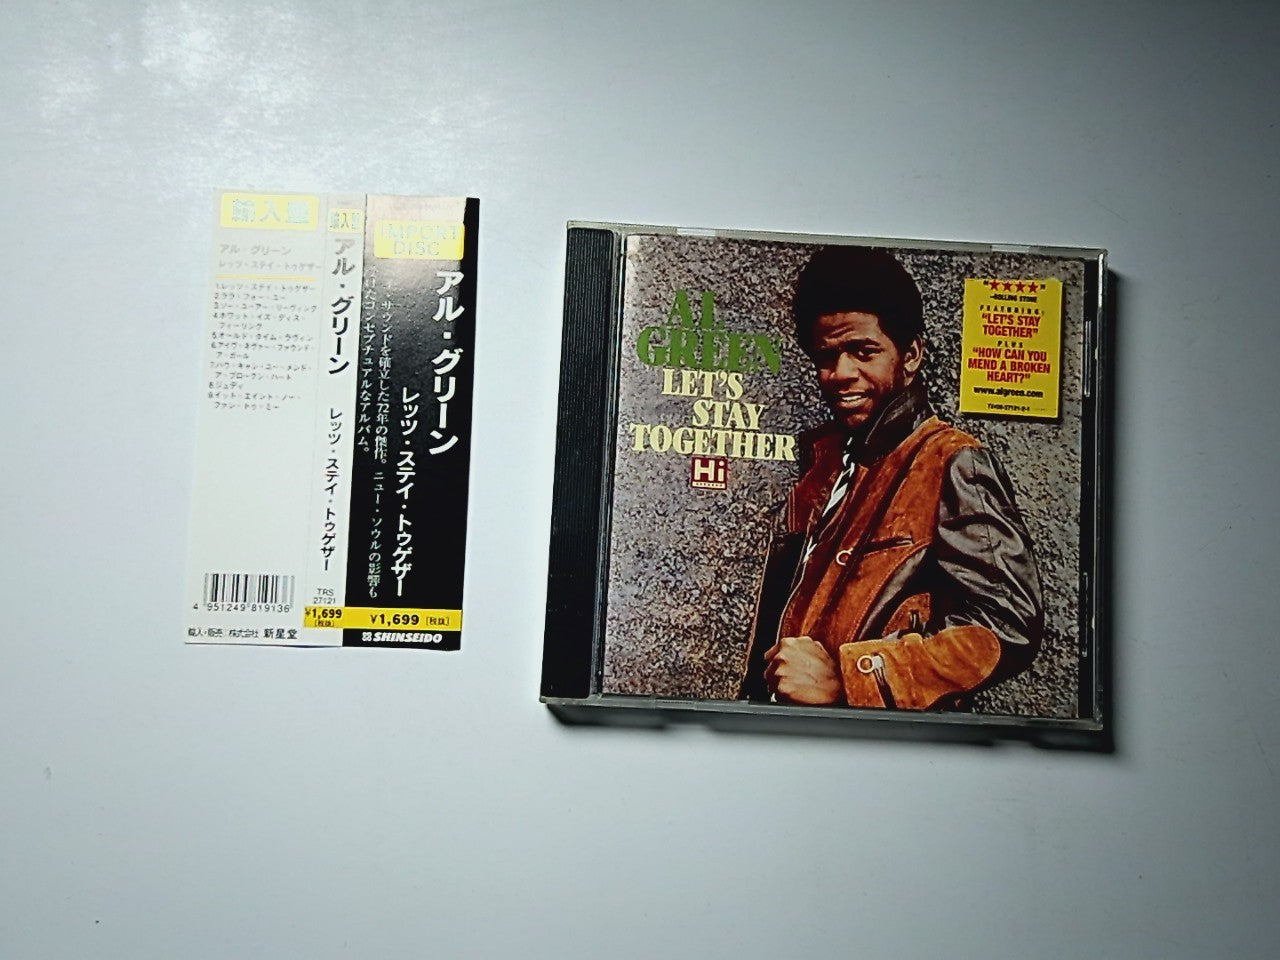 輸入盤
アル・グリーン
レッツ・ステイ・トゥゲザー
1.レッツ・ステイ・トゥゲザー
2.ララ・フォー・ユー
3.ソー・ユー・アー・リーヴィング
4.ホワット・イズ・ディス・
フィーリング
5.オールド・タイム・ラヴィン
6.アイヴ・ネヴァー・ファウンド・
ア・ガール
7.ハウ・キャン・ユー・メンド・
ア・ブロークン・ハート
8.ジュディ
9.イット・エイント・ノー・
ファン・トゥ・ミー
4 951249 819136
輸入・販売:株式会社 新星堂
輸入盤
アル・グリーン
レッツ・ステイ・トゥゲザー
TRS
27121
¥1,699
[税抜]
IMPORT
DISC
アル・グリーン
レッツ・ステイ・トゥゲザー
サウンドを確立した'72年の傑作。ニュー・ソウルの影響も
コンセプチュアルなアルバム。
¥1,699 [税抜]
SHINSEIDO
AL
GREEN
LET'S
STAY
TOGETHER
Hi
"★★★★"
–ROLLING STONE
FEATURING:
"LET'S STAY
TOGETHER"
PLUS
"HOW CAN YOU
MEND A BROKEN
HEART?"
www.algreen.com
72438-27121-2-1